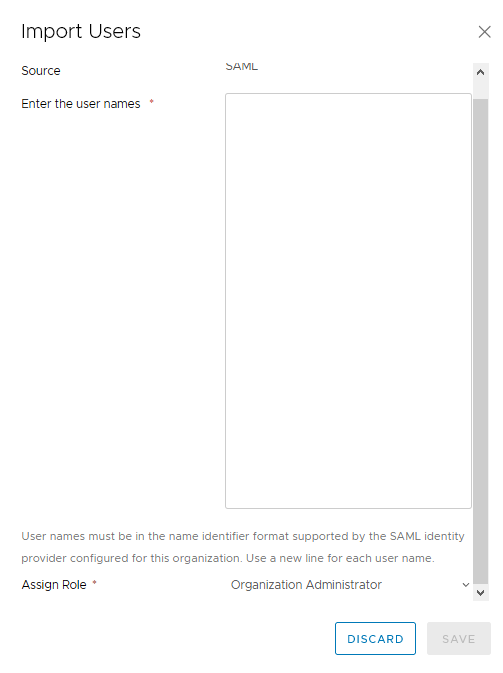 Import Users
Source SAML
Enter the user names *
User names must be in the name identifier format supported by the SAML identity
provider configured for this organization. Use a new line for each user name.
Assign Role * Organization Administrator
DISCARD SAVE